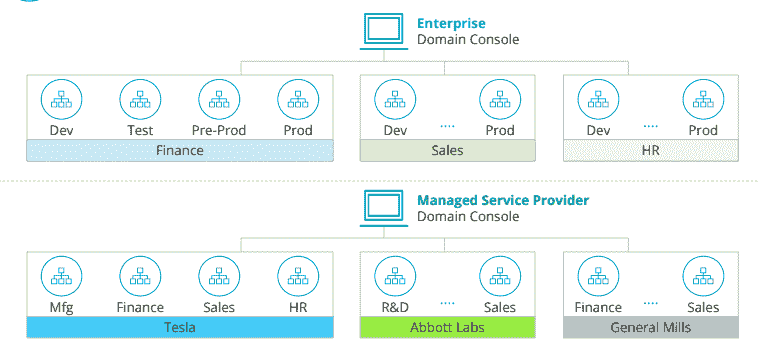 Enterprise
Domain Console
Dev Test Pre-Prod Prod
Finance
Dev .... Prod
Sales
Dev .... Prod
HR
Managed Service Provider
Domain Console
Mfg Finance Sales HR
Tesla
R&D .... Sales
Abbott Labs
Finance .... Sales
General Mills